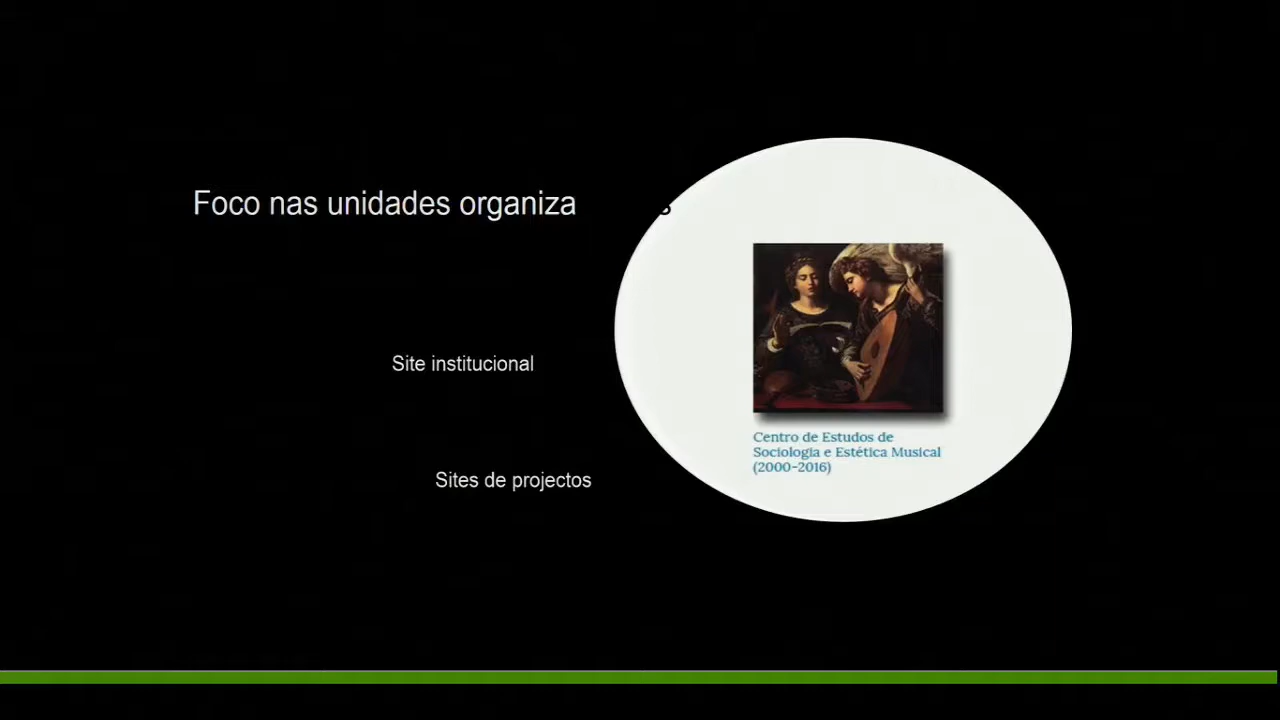 Foco nas unidades organiza
Site institucional
Sites de projectos
Centro de Estudos de
Sociologia e Estética Musical
(2000-2016)